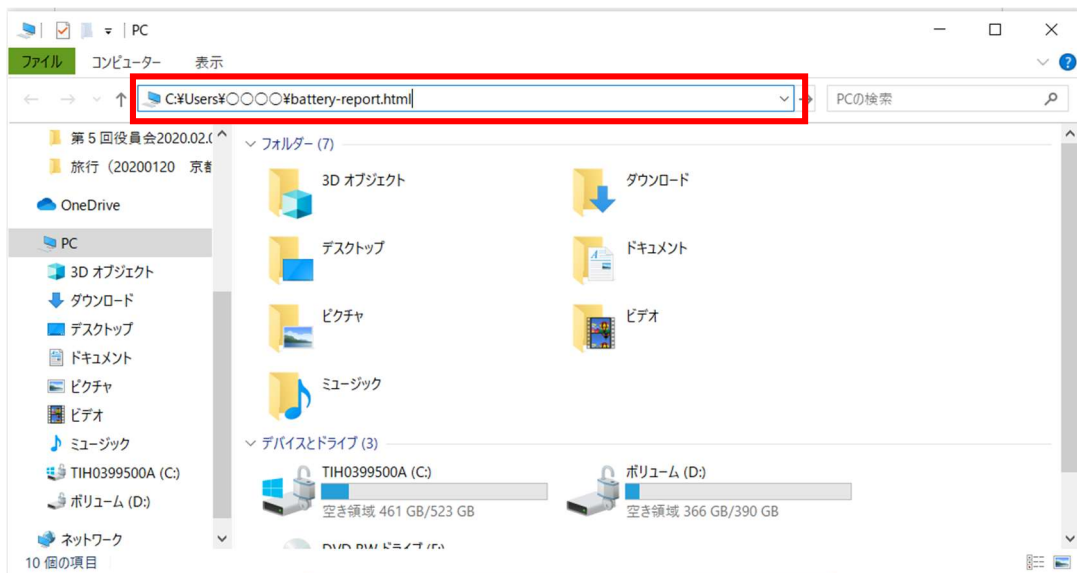 PC
ファイル コンピューター 表示
C:¥Users¥〇〇〇〇¥battery-report.html
PCの検索
第5回役員会2020.02.0
旅行(20200120 京都
OneDrive
PC
3D オブジェクト
ダウンロード
デスクトップ
ドキュメント
ピクチャ
ビデオ
ミュージック
TIH0399500A (C:)
ボリューム (D:)
ネットワーク
フォルダー (7)
3D オブジェクト
ダウンロード
デスクトップ
ドキュメント
ピクチャ
ビデオ
ミュージック
デバイスとドライブ (3)
TIH0399500A (C:)
空き領域 461 GB/523 GB
ボリューム (D:)
空き領域 366 GB/390 GB
DVD RW ドライブ
10 個の項目